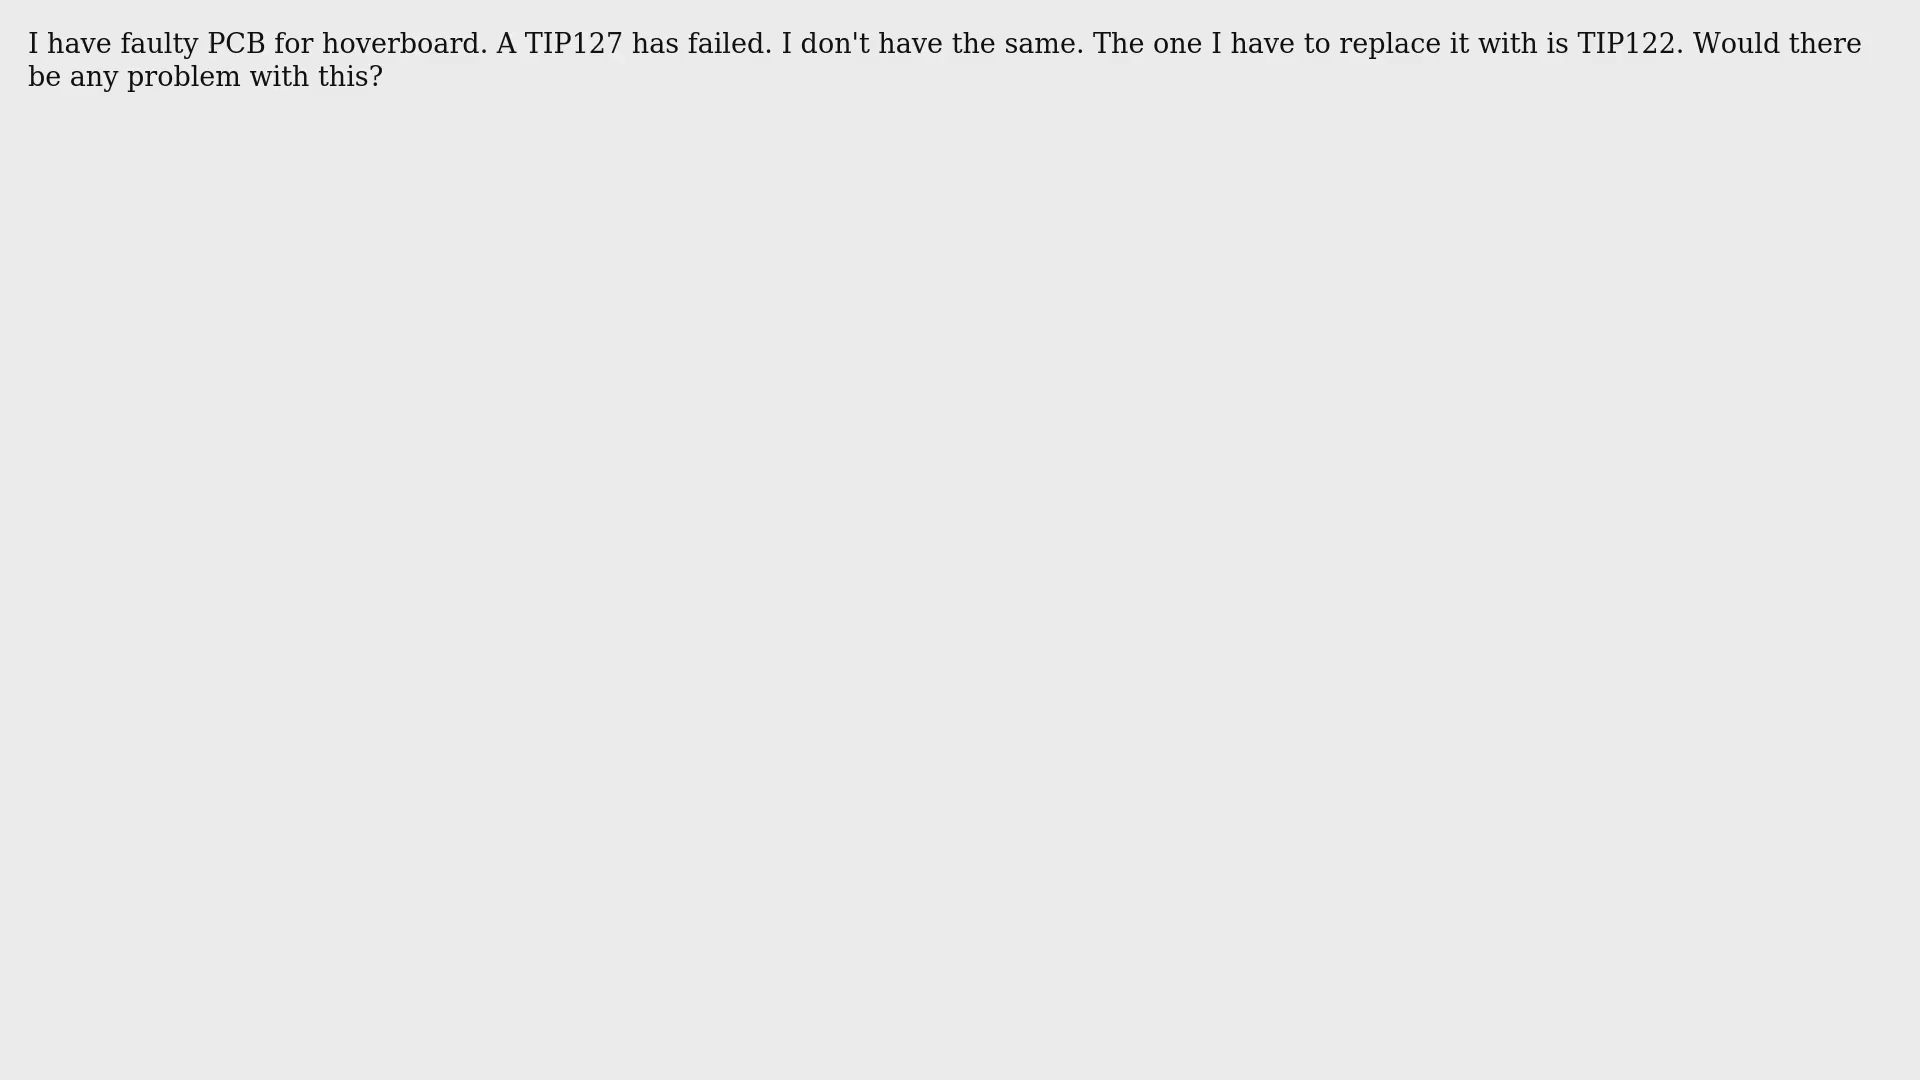 I have faulty PCB for hoverboard. A TIP127 has failed. I don't have the same. The one I have to replace it with is TIP122. Would there
be any problem with this?